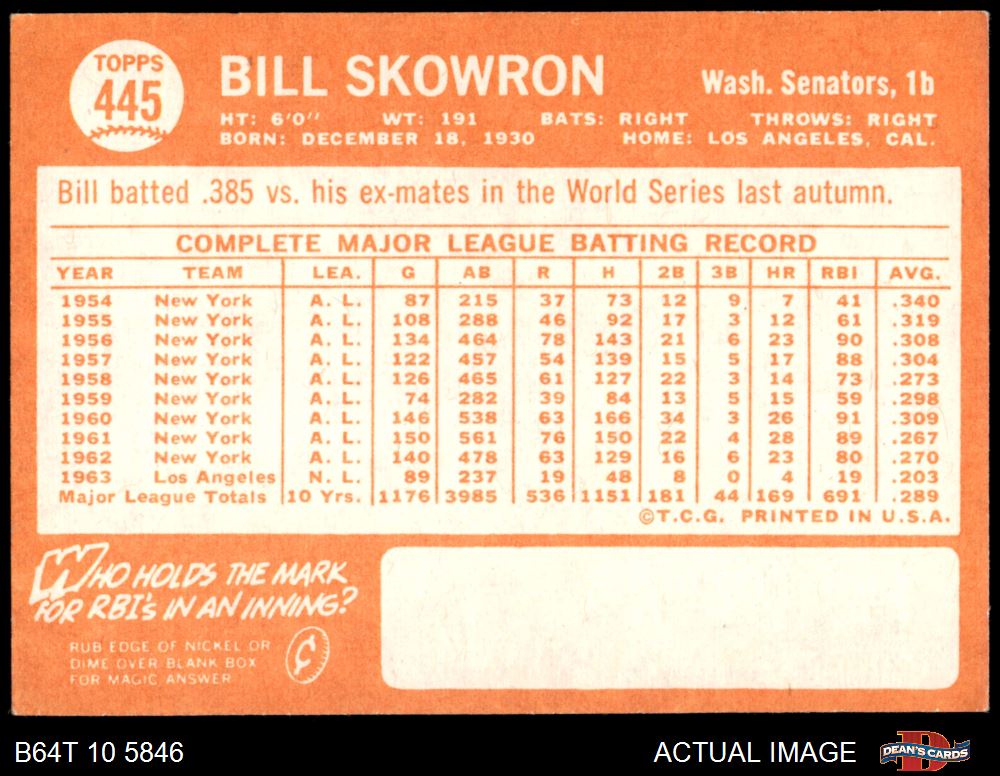 TOPPS
445
BILL SKOWRON
Wash. Senators, 1b
HT: 6'0" WT: 191 BATS: RIGHT THROWS: RIGHT
BORN: DECEMBER 18, 1930 HOME: LOS ANGELES, CAL.
Bill batted .385 vs. his ex-mates in the World Series last autumn.
COMPLETE MAJOR LEAGUE BATTING RECORD
YEAR TEAM LEA. G AB R H 2B 3B HR RBI AVG.
1954 New York A. L. 87 215 37 73 12 9 7 41 .340
1955 New York A. L. 108 288 46 92 17 3 12 61 .319
1956 New York A. L. 134 464 78 143 21 6 23 90 .308
1957 New York A. L. 122 457 54 139 15 5 17 88 .304
1958 New York A. L. 126 465 61 127 22 3 14 73 .273
1959 New York A. L. 74 282 39 84 13 5 15 59 .298
1960 New York A. L. 146 538 63 166 34 3 26 91 .309
1961 New York A. L. 150 561 76 150 22 4 28 89 .267
1962 New York A. L. 140 478 63 129 16 6 23 80 .270
1963 Los Angeles N. L. 89 237 19 48 8 0 4 19 .203
Major League Totals 10 Yrs. 1176 3985 536 1151 181 44 169 691 .289
©T.C.G. PRINTED IN U.S.A.
WHO HOLDS THE MARK
FOR RBI's IN AN INNING?
RUB EDGE OF NICKEL OR
DIME OVER BLANK BOX
FOR MAGIC ANSWER
¢
B64T 10 5846
ACTUAL IMAGE
D
DEAN'S CARDS